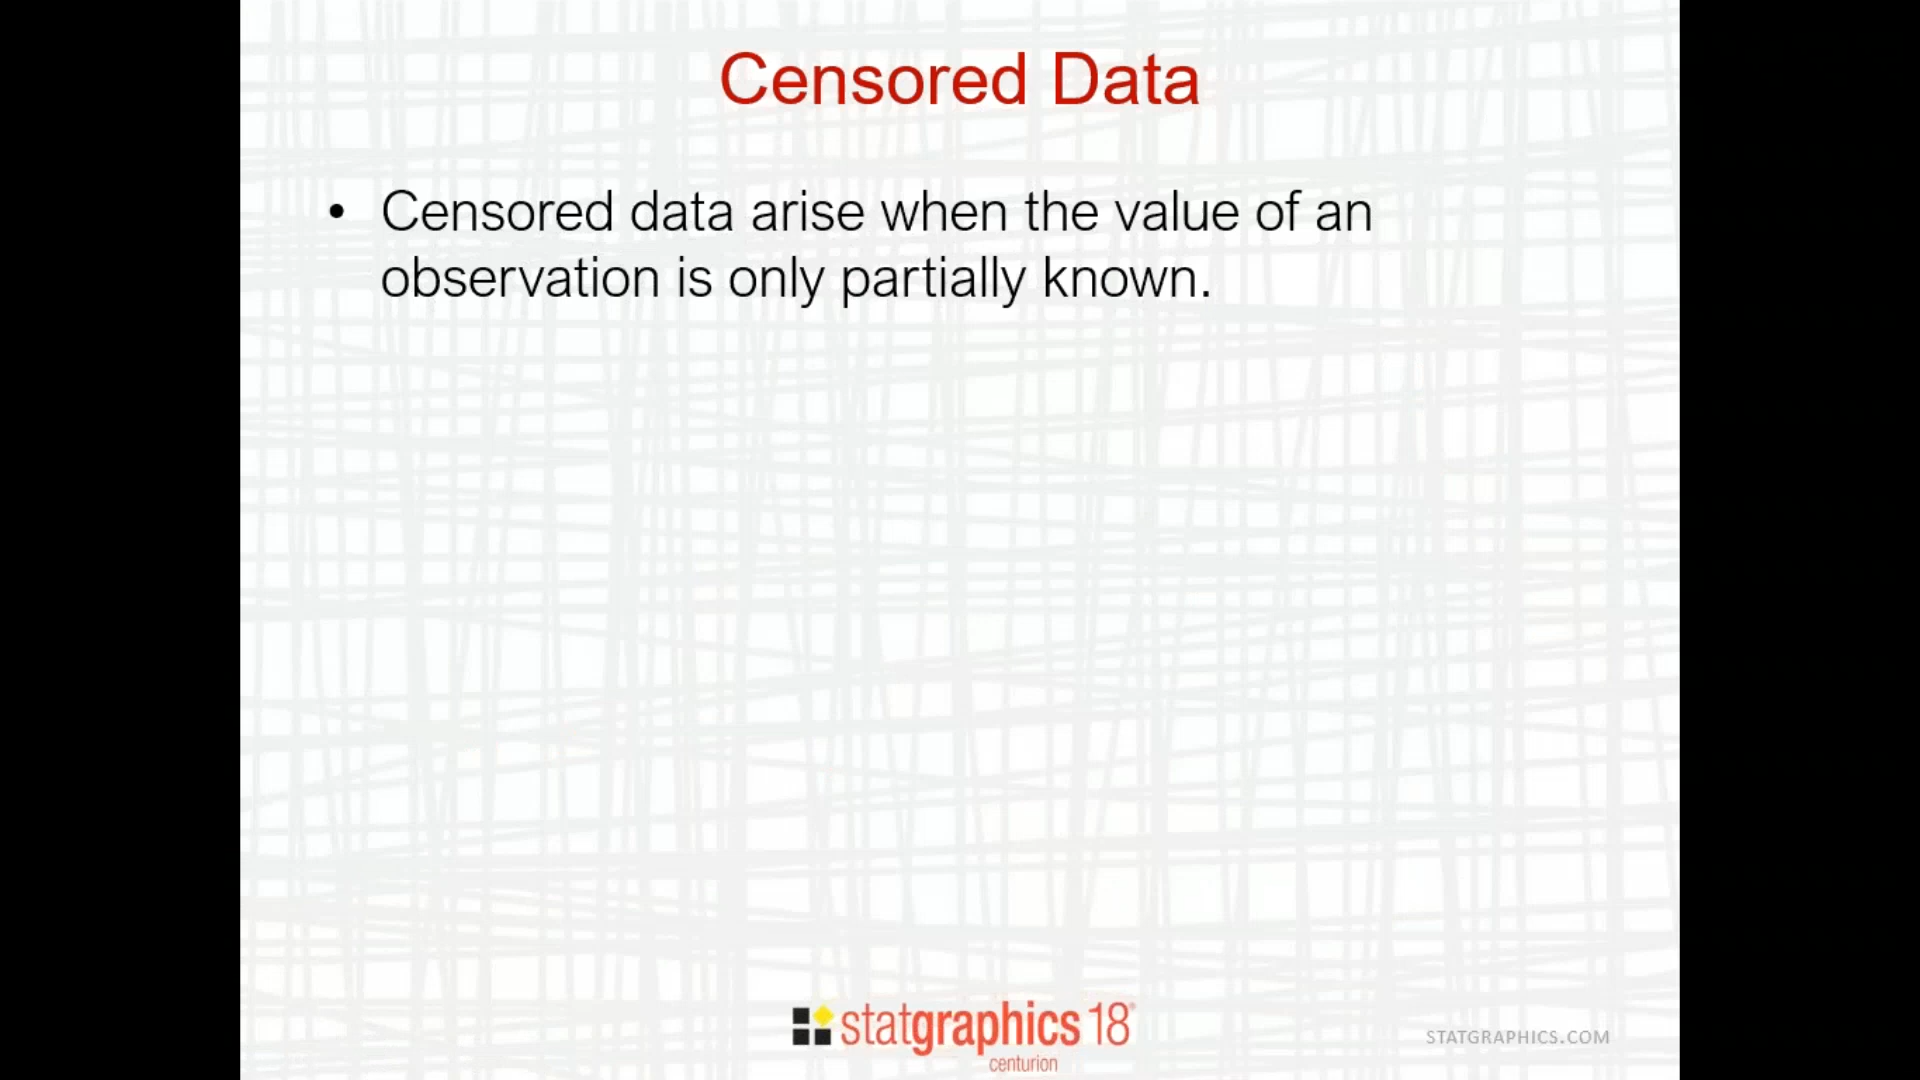 Censored Data
• Censored data arise when the value of an
observation is only partially known.
statgraphics 18®
centurion
STATGRAPHICS.COM